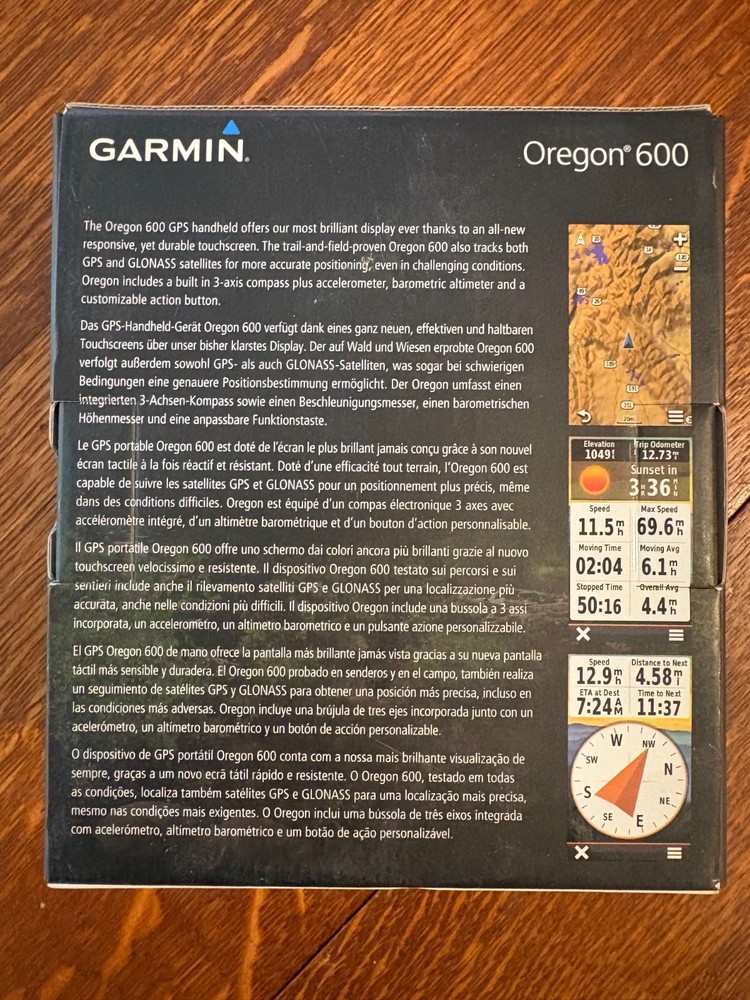 GARMIN®
Oregon® 600
The Oregon 600 GPS handheld offers our most brilliant display ever thanks to an all-new
responsive, yet durable touchscreen. The trail-and-field-proven Oregon 600 also tracks both
GPS and GLONASS satellites for more accurate positioning, even in challenging conditions.
Oregon includes a built in 3-axis compass plus accelerometer, barometric altimeter and a
customizable action button.
Das GPS-Handheld-Gerät Oregon 600 verfügt dank eines ganz neuen, effektiven und haltbaren
Touchscreens über unser bisher klarstes Display. Der auf Wald und Wiesen erprobte Oregon 600
verfolgt außerdem sowohl GPS- als auch GLONASS-Satelliten, was sogar bei schwierigen
Bedingungen eine genauere Positionsbestimmung ermöglicht. Der Oregon umfasst einen
integrierten 3-Achsen-Kompass sowie einen Beschleunigungsmesser, einen barometrischen
Höhenmesser und eine anpassbare Funktionstaste.
Le GPS portable Oregon 600 est doté de l'écran le plus brillant jamais conçu grâce à son nouvel
écran tactile à la fois réactif et résistant. Doté d'une efficacité tout terrain, l'Oregon 600 est
capable de suivre les satellites GPS et GLONASS pour un positionnement plus précis, même
dans des conditions difficiles. Oregon est équipé d'un compas électronique 3 axes avec
accéléromètre intégré, d'un altimètre barométrique et d'un bouton d'action personnalisable.
Il GPS portatile Oregon 600 offre uno schermo dai colori ancora più brillanti grazie al nuovo
touchscreen velocissimo e resistente. Il dispositivo Oregon 600 testato sui percorsi e sui
sentieri include anche il rilevamento satelliti GPS e GLONASS per una localizzazione più
accurata, anche nelle condizioni più difficili. Il dispositivo Oregon include una bussola a 3 assi
incorporata, un accelerometro, un altimetro barometrico e un pulsante azione personalizzabile.
El GPS Oregon 600 de mano ofrece la pantalla más brillante jamás vista gracias a su nueva pantalla
táctil más sensible y duradera. El Oregon 600 probado en senderos y en el campo, también realiza
un seguimiento de satélites GPS y GLONASS para obtener una posición más precisa, incluso en
las condiciones más adversas. Oregon incluye una brújula de tres ejes incorporada junto con un
acelerómetro, un altímetro barométrico y un botón de acción personalizable.
O dispositivo de GPS portátil Oregon 600 conta com a nossa mais brilhante visualização de
sempre, graças a um novo ecrã tátil rápido e resistente. O Oregon 600, testado em todas
as condições, localiza também satélites GPS e GLONASS para uma localização mais precisa,
mesmo nas condições mais exigentes. O Oregon inclui uma bússola de três eixos integrada
com acelerómetro, altímetro barométrico e um botão de ação personalizável.
Elevation Trip Odometer
1049f 12.73m
Sunset in
3HR36MIN
Speed Max Speed
11.5mh 69.6mh
Moving Time Moving Avg
02:04 6.1mh
Stopped Time Overall Avg
50:16 4.4mh
Speed Distance to Next
12.9mh 4.58mi
ETA at Dest Time to Next
7:24AM 11:37
W NW
SW N
S NE
SE E